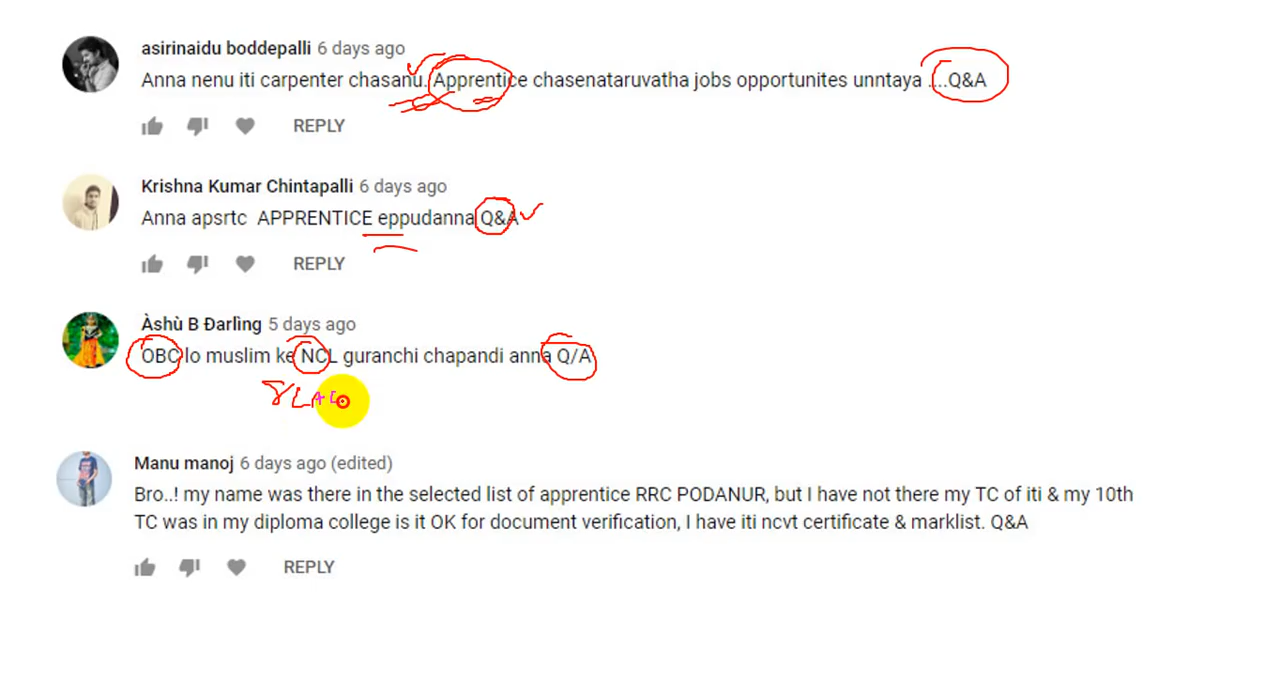 asirinaidu boddepalli 6 days ago
Anna nenu iti carpenter chasanu. Apprentice chasenataruvatha jobs opportunites unntaya ....Q&A
REPLY
Krishna Kumar Chintapalli 6 days ago
Anna apsrtc APPRENTICE eppudanna Q&A
REPLY
Àshù B Đarlìng 5 days ago
OBC lo muslim ke NCL guranchi chapandi anna Q/A
Manu manoj 6 days ago (edited)
Bro..! my name was there in the selected list of apprentice RRC PODANUR, but I have not there my TC of iti & my 10th
TC was in my diploma college is it OK for document verification, I have iti ncvt certificate & marklist. Q&A
REPLY